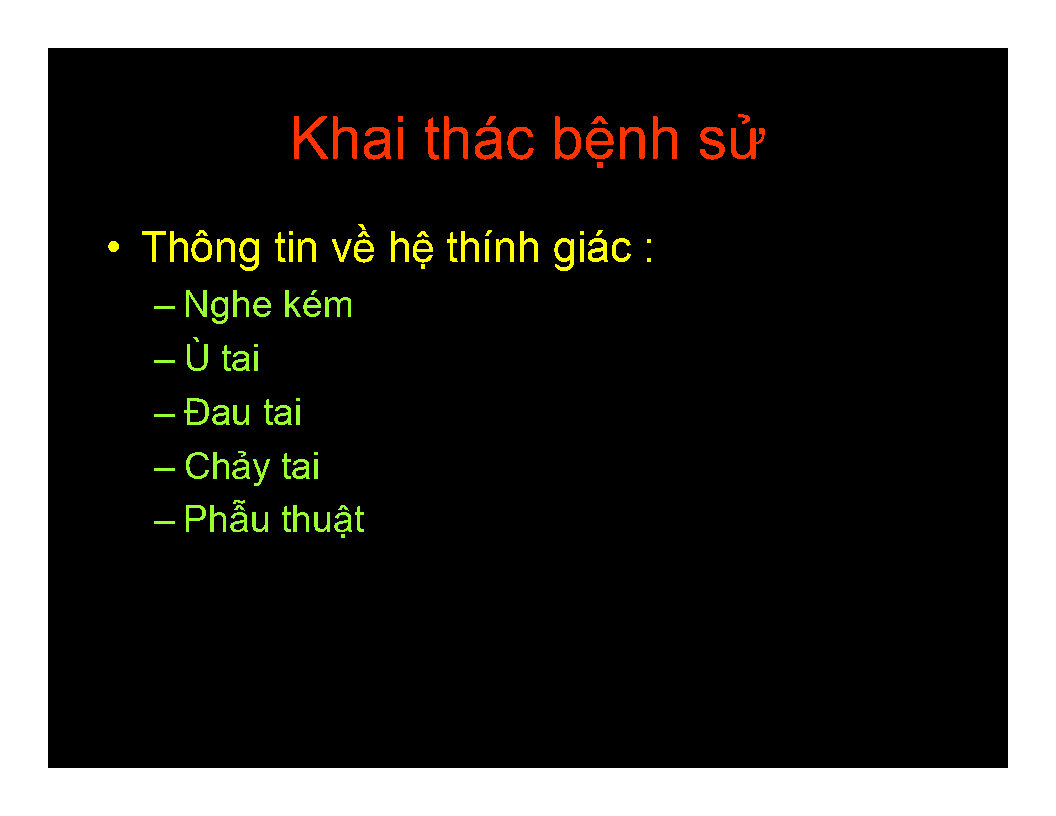 Khai thác bệnh sử
• Thông tin về hệ thính giác :
– Nghe kém
– Ù tai
– Đau tai
– Chảy tai
– Phẫu thuật